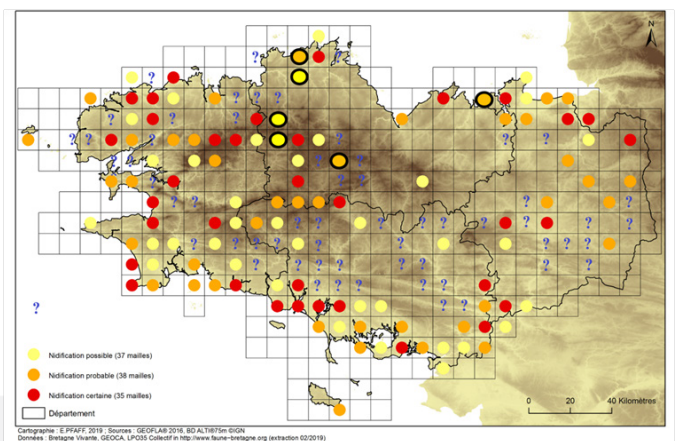 N
Nidification possible (37 mailles)
Nidification probable (38 mailles)
Nidification certaine (35 mailles)
Département
0 20 40 Kilomètres
Cartographie : E.PFAFF, 2019 ; Sources : GEOFLA® 2016, BD ALTI®75m ©IGN
Données : Bretagne Vivante, GEOCA, LPO35 Collectif in http://www.faune-bretagne.org (extraction 02/2019)